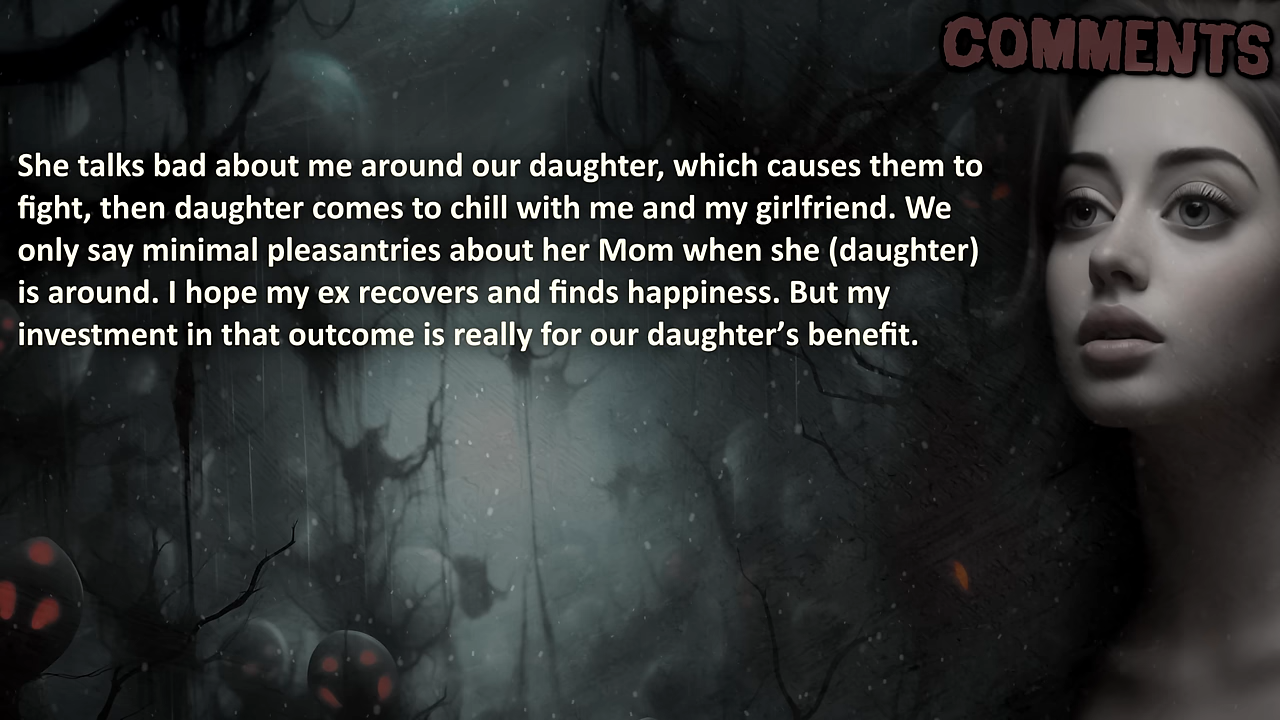 COMMENTS
She talks bad about me around our daughter, which causes them to
fight, then daughter comes to chill with me and my girlfriend. We
only say minimal pleasantries about her Mom when she (daughter)
is around. I hope my ex recovers and finds happiness. But my
investment in that outcome is really for our daughter’s benefit.